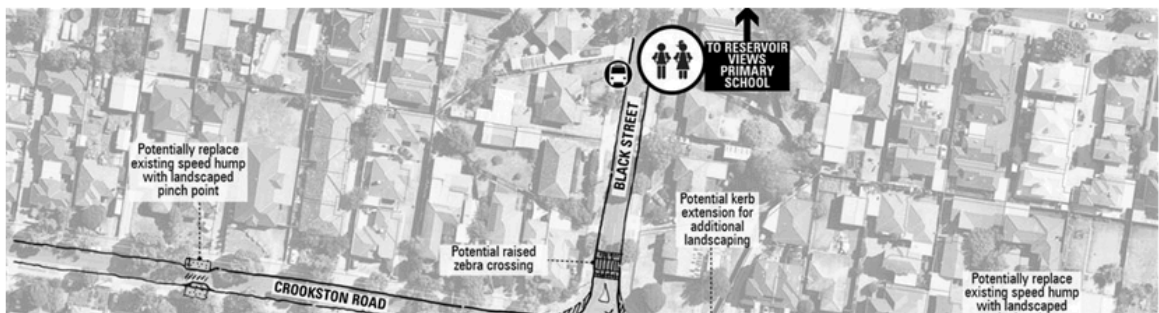 TO RESERVOIR
VIEWS
PRIMARY
SCHOOL
Potentially replace
existing speed hump
with landscaped
pinch point
BLACK STREET
Potential kerb
extension for
additional
landscaping
Potential raised
zebra crossing
CROOKSTON ROAD
Potentially replace
existing speed hump
with landscaped